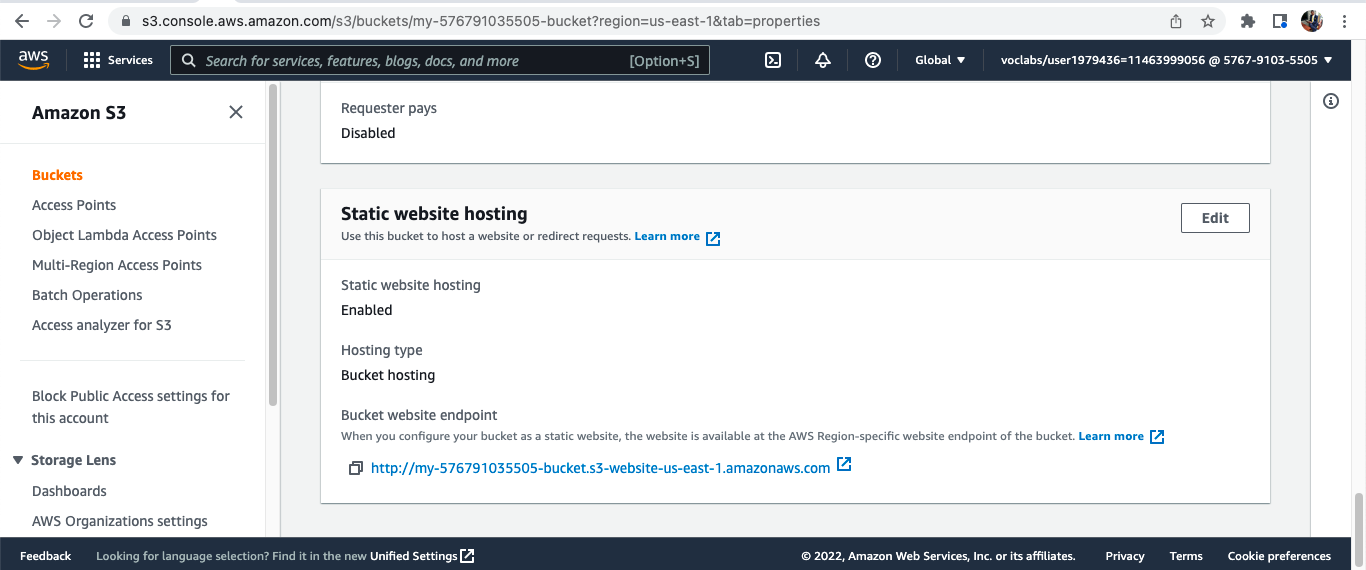 s3.console.aws.amazon.com/s3/buckets/my-576791035505-bucket?region=us-east-1&tab=properties
aws
Services
Search for services, features, blogs, docs, and more [Option+S]
Global
voclabs/user1979436=11463999056 @ 5767-9103-5505
Amazon S3
Buckets
Access Points
Object Lambda Access Points
Multi-Region Access Points
Batch Operations
Access analyzer for S3
Block Public Access settings for
this account
Storage Lens
Dashboards
AWS Organizations settings
Requester pays
Disabled
Static website hosting
Edit
Use this bucket to host a website or redirect requests. Learn more
Static website hosting
Enabled
Hosting type
Bucket hosting
Bucket website endpoint
When you configure your bucket as a static website, the website is available at the AWS Region-specific website endpoint of the bucket. Learn more
http://my-576791035505-bucket.s3-website-us-east-1.amazonaws.com
Feedback
Looking for language selection? Find it in the new Unified Settings
© 2022, Amazon Web Services, Inc. or its affiliates.
Privacy
Terms
Cookie preferences